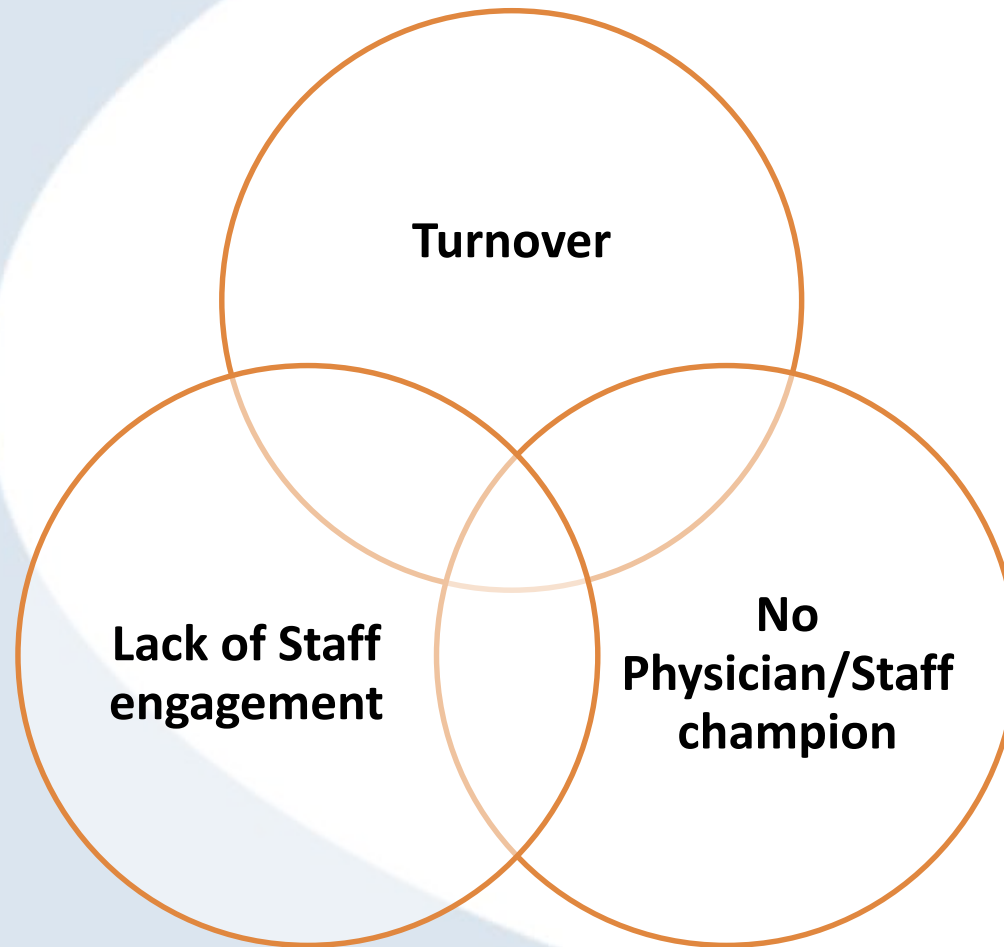 Turnover
Lack of Staff
engagement
No
Physician/Staff
champion